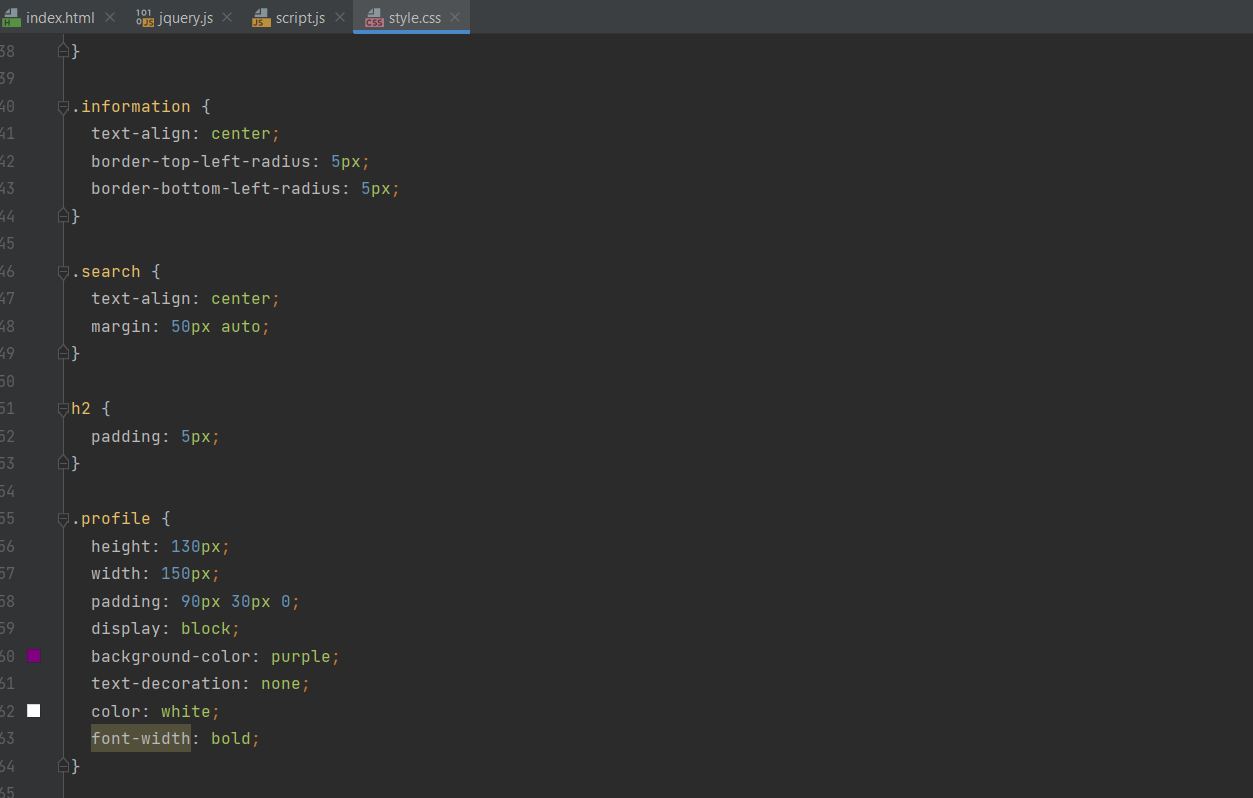 index.html jquery.js script.js style.css
38 }
39
40 .information {
41 text-align: center;
42 border-top-left-radius: 5px;
43 border-bottom-left-radius: 5px;
44 }
45
46 .search {
47 text-align: center;
48 margin: 50px auto;
49 }
50
51 h2 {
52 padding: 5px;
53 }
54
55 .profile {
56 height: 130px;
57 width: 150px;
58 padding: 90px 30px 0;
59 display: block;
60 background-color: purple;
61 text-decoration: none;
62 color: white;
63 font-width: bold;
64 }
65